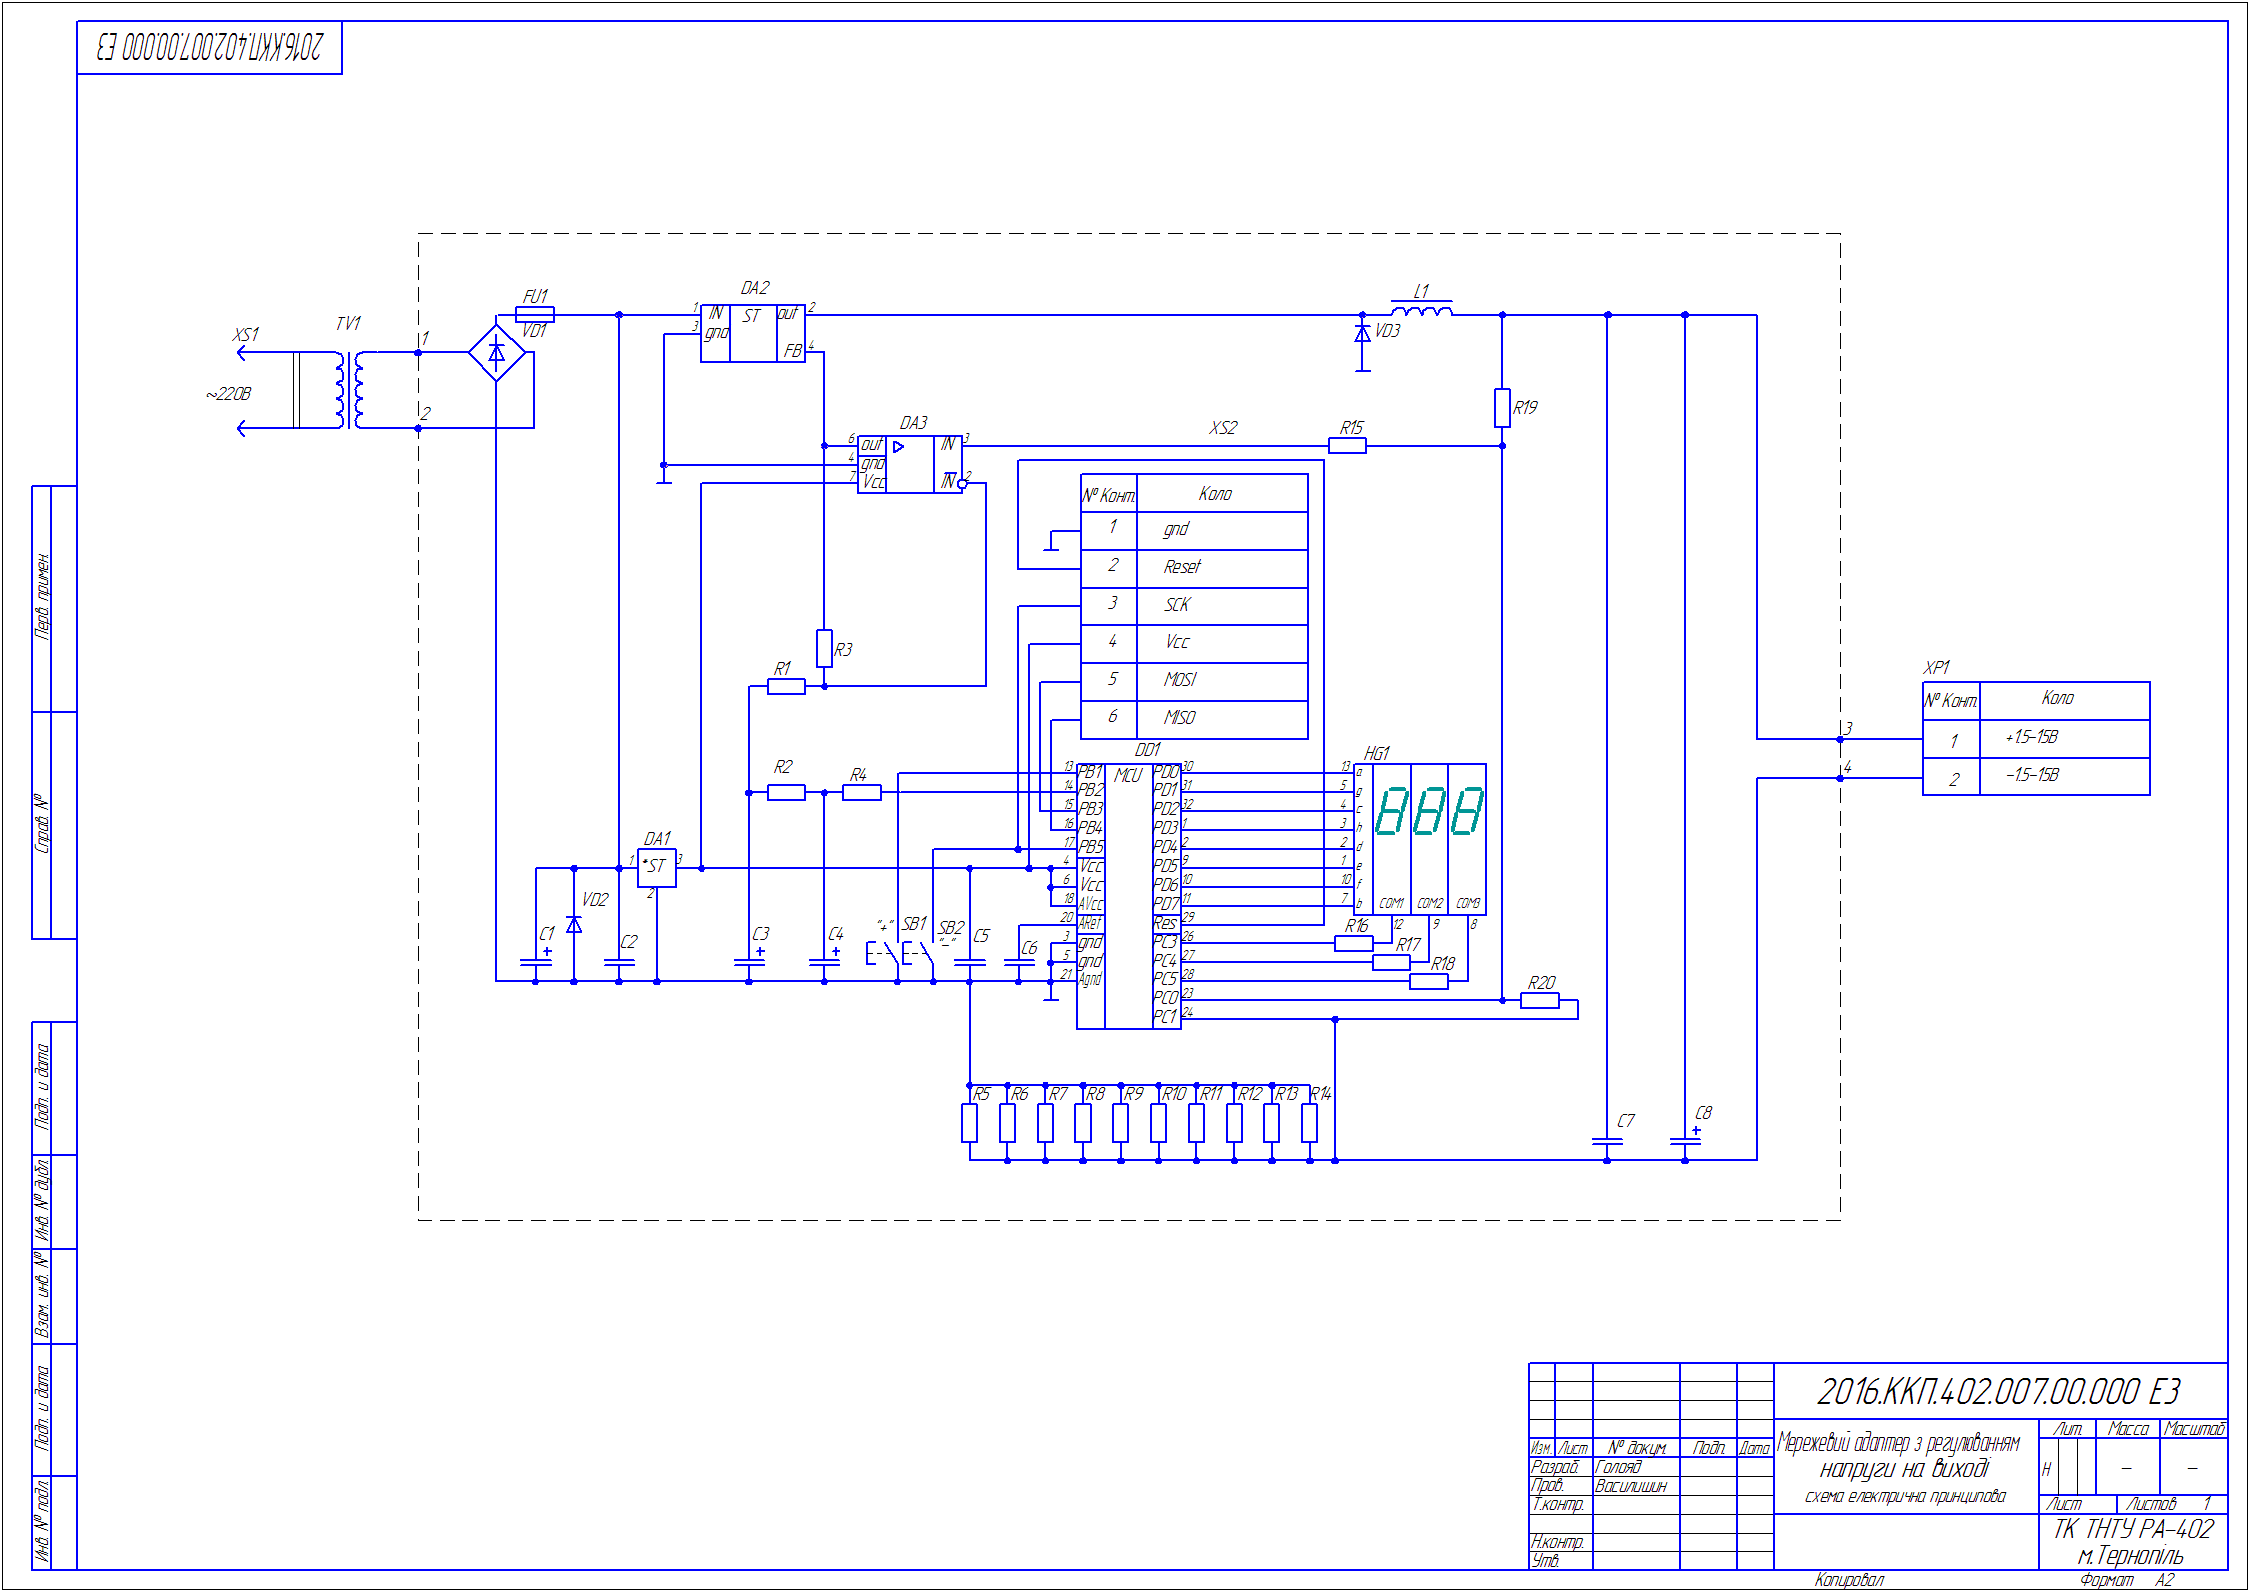 2016.ККП.402.007.00.000 Е3
Перв. примен.
Справ. №
Подп. и дата
Инв. № дубл.
Взам. инв. №
Подп. и дата
Инв. № подл.
XS1
~220В
TV1
1
2
FU1
VD1
DA2
1 IN ST out 2
3 gnd
FB 4
DA3
6 out IN 3
4 gnd
7 Vcc IN 2
L1
VD3
R19
R15
XS2
№ Конт. Коло
1 gnd
2 Reset
3 SCK
4 Vcc
5 MOSI
6 MISO
R3
R1
R2
R4
DA1
1 *ST 3
2
VD2
C1 +
C2
C3 +
C4 +
"+" SB1
SB2 "-"
C5
C6
DD1
MCU
13 PB1 PD0 30
14 PB2 PD1 31
15 PB3 PD2 32
16 PB4 PD3 1
17 PB5 PD4 2
4 Vcc PD5 9
6 Vcc PD6 10
18 AVcc PD7 11
20 ARef Res 29
3 gnd PC3 26
5 gnd PC4 27
21 Agnd PC5 28
PC0 23
PC1 24
HG1
13 a
5 g
4 c
3 h
2 d
1 e
10 f
7 b
888
COM1 COM2 COM3
12 9 8
R16
R17
R18
R20
R5 R6 R7 R8 R9 R10 R11 R12 R13 R14
C7
C8 +
3
4
XP1
№ Конт. Коло
1 +1.5-15В
2 -1.5-15В
2016.ККП.402.007.00.000 Е3
Изм. Лист № докум. Подп. Дата
Разраб. Голояд
Пров. Василишин
Т.контр.
Н.контр.
Утв.
Мережевий адаптер з регулюванням
напруги на виході
схема електрична принципова
Лит. Масса Масштаб
Н – –
Лист Листов 1
ТК ТНТУ РА-402
м.Тернопіль
Копировал Формат А2